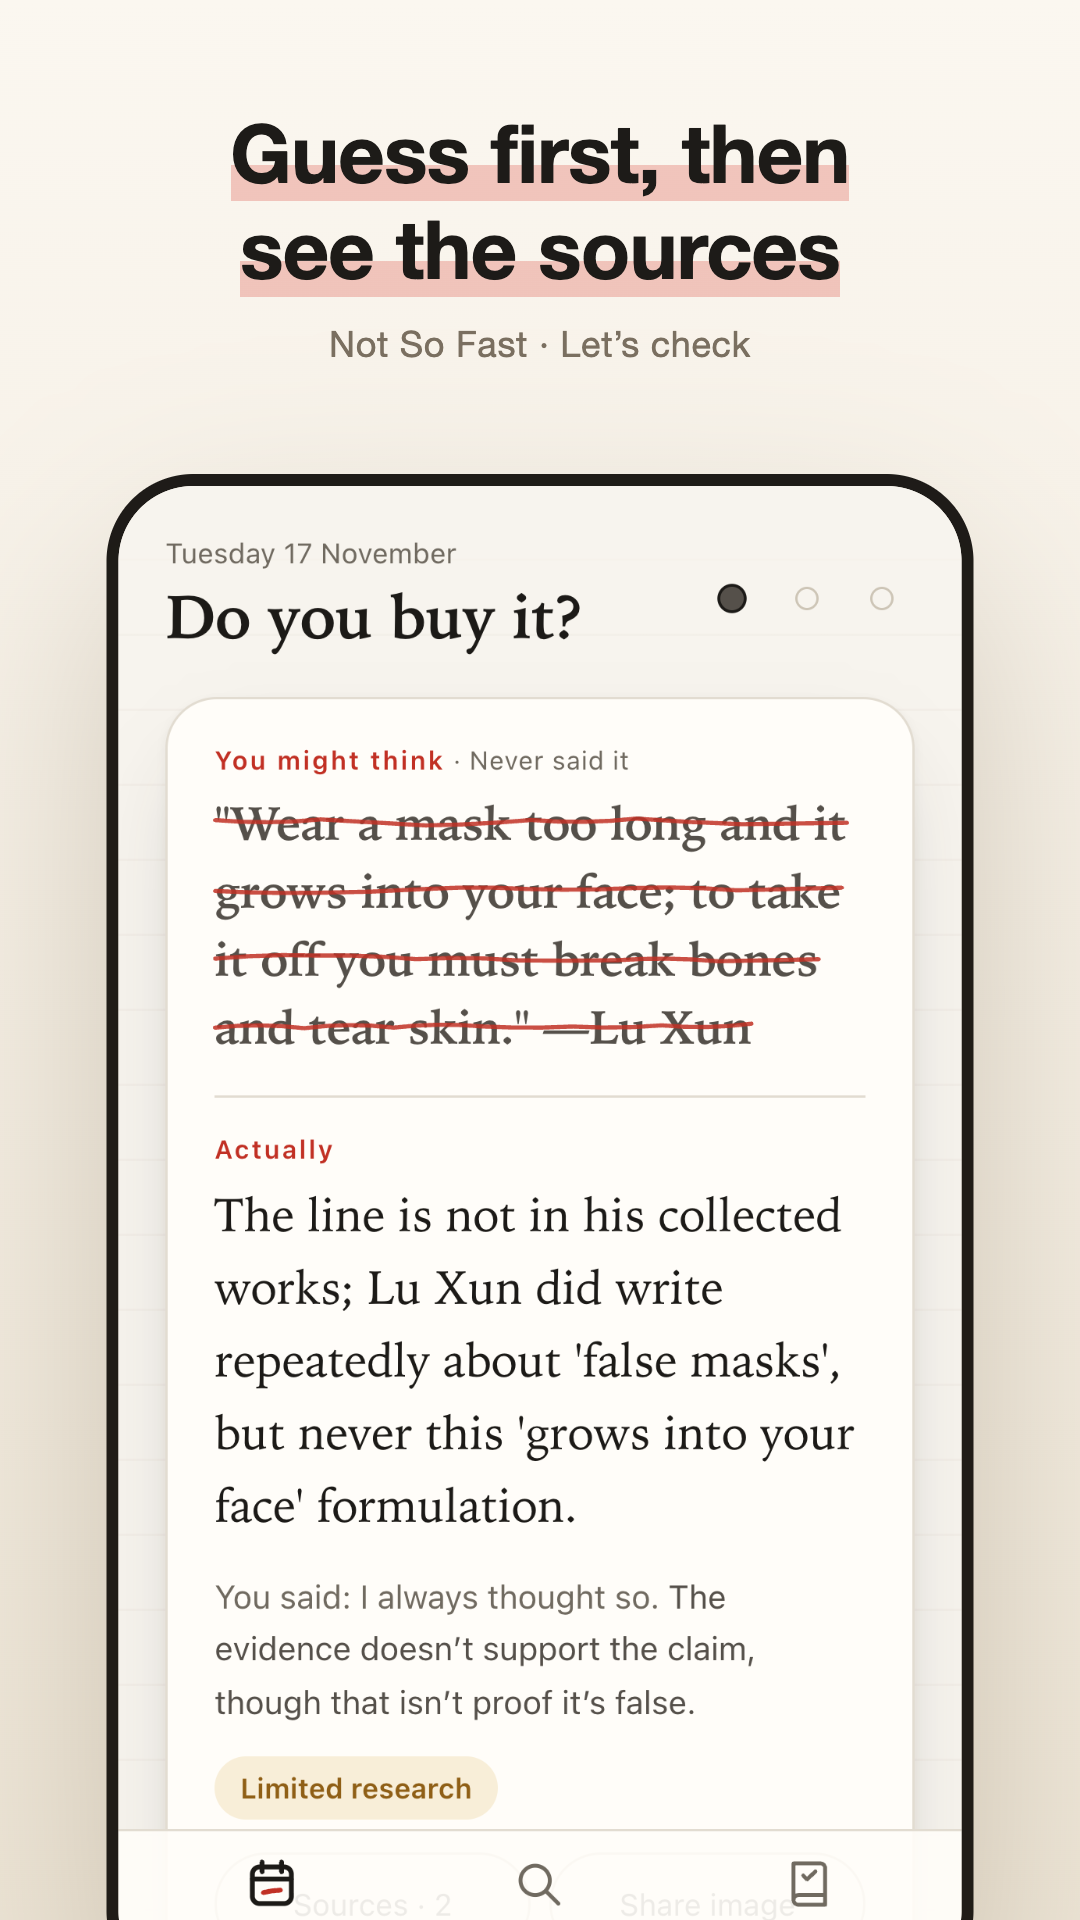 Guess first, then
see the sources
Not So Fast · Let’s check
Tuesday 17 November
Do you buy it?
You might think · Never said it
"Wear a mask too long and it
grows into your face; to take
it off you must break bones
and tear skin." —Lu Xun
Actually
The line is not in his collected
works; Lu Xun did write
repeatedly about 'false masks',
but never this 'grows into your
face' formulation.
You said: I always thought so. The
evidence doesn’t support the claim,
though that isn’t proof it’s false.
Limited research
Sources · 2
Share image